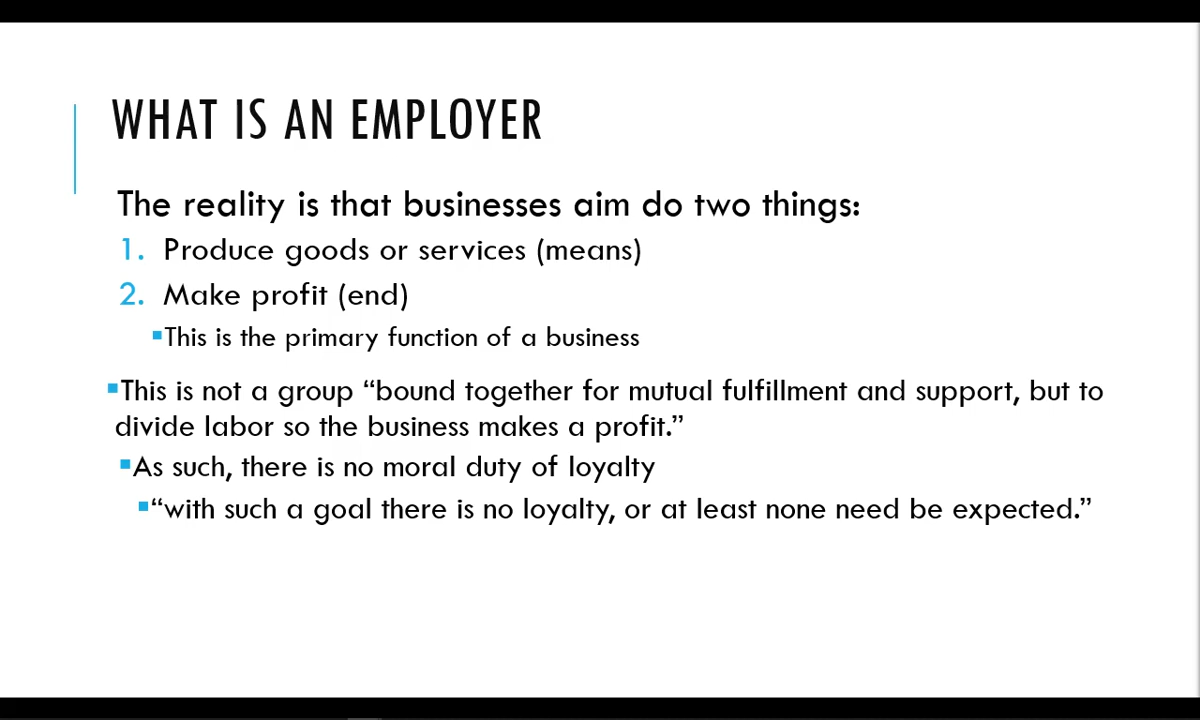 WHAT IS AN EMPLOYER
The reality is that businesses aim do two things:
1. Produce goods or services (means)
2. Make profit (end)
▪This is the primary function of a business
▪This is not a group “bound together for mutual fulfillment and support, but to
divide labor so the business makes a profit.”
▪As such, there is no moral duty of loyalty
▪“with such a goal there is no loyalty, or at least none need be expected.”